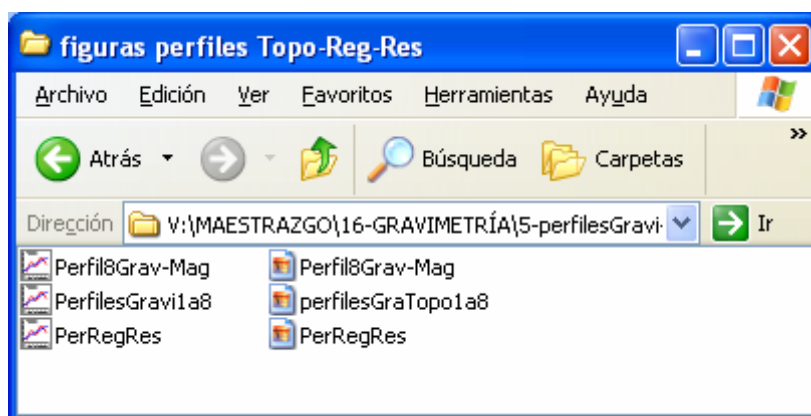 figuras perfiles Topo-Reg-Res
Archivo Edición Ver Favoritos Herramientas Ayuda
Atrás Búsqueda Carpetas »
Dirección V:\MAESTRAZGO\16-GRAVIMETRÍA\5-perfilesGravi- Ir
Perfil8Grav-Mag Perfil8Grav-Mag
PerfilesGravi1a8 perfilesGraTopo1a8
PerRegRes PerRegRes